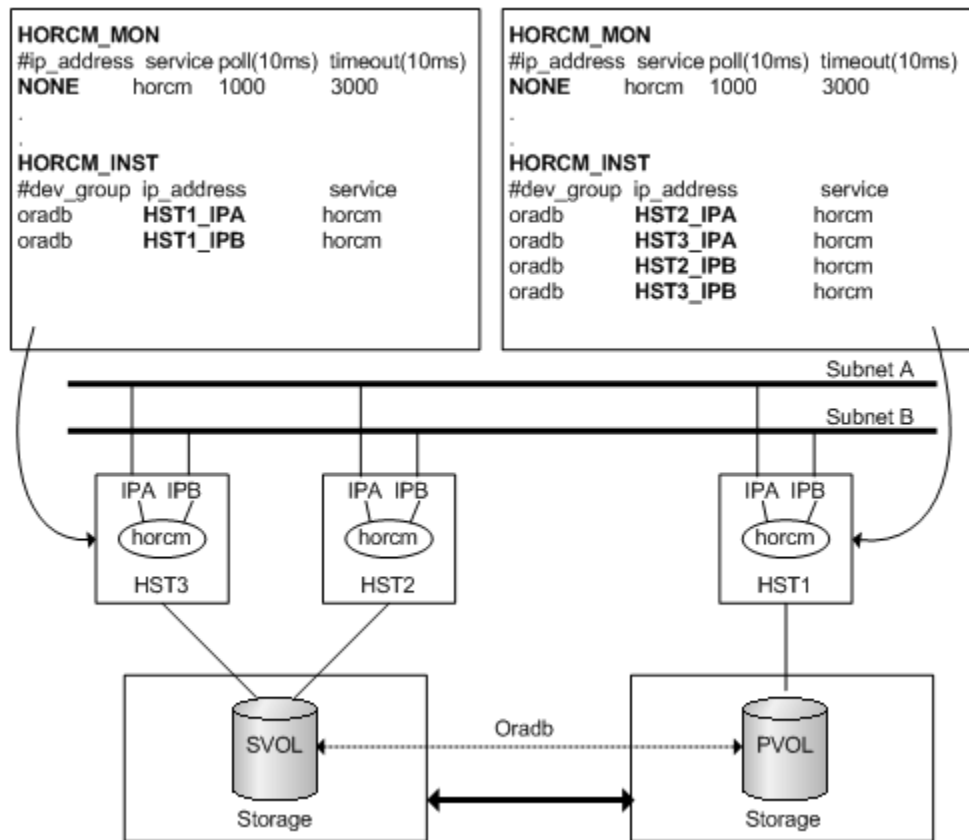 HORCM_MON
#ip_address service poll(10ms) timeout(10ms)
NONE horcm 1000 3000
.
.
HORCM_INST
#dev_group ip_address service
oradb HST1_IPA horcm
oradb HST1_IPB horcm
HORCM_MON
#ip_address service poll(10ms) timeout(10ms)
NONE horcm 1000 3000
.
.
HORCM_INST
#dev_group ip_address service
oradb HST2_IPA horcm
oradb HST3_IPA horcm
oradb HST2_IPB horcm
oradb HST3_IPB horcm
Subnet A
Subnet B
IPA IPB
horcm
HST3
IPA IPB
horcm
HST2
IPA IPB
horcm
HST1
SVOL
Oradb
PVOL
Storage
Storage